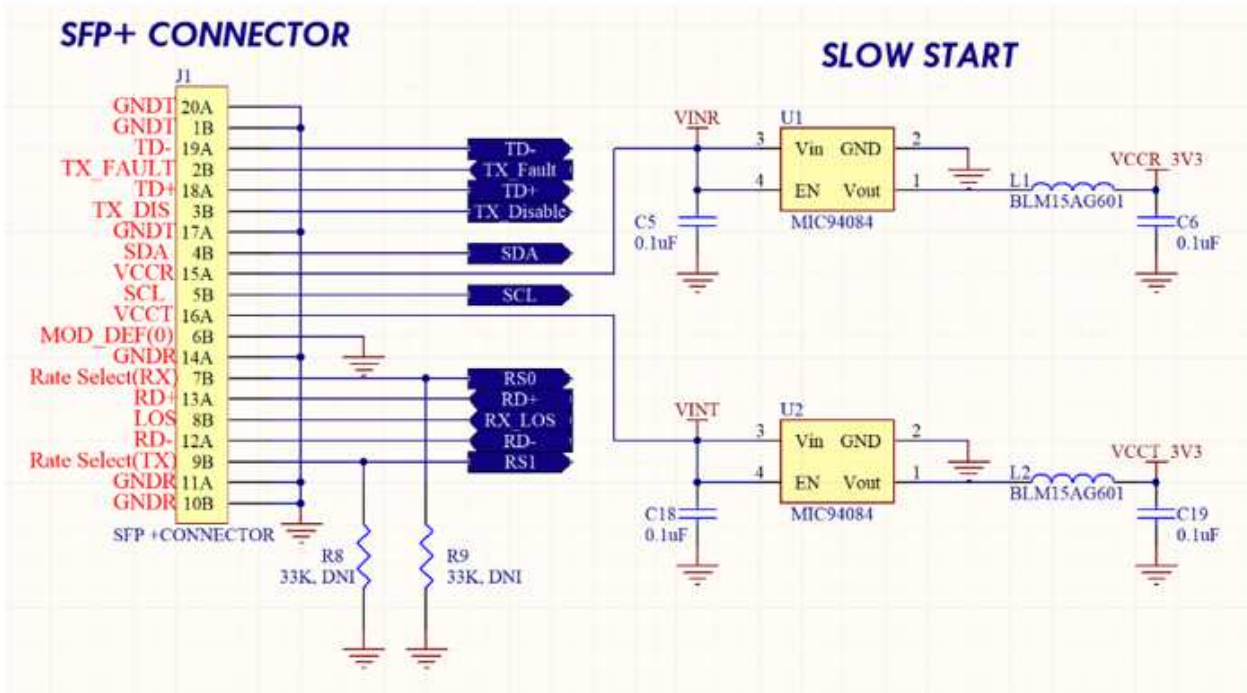 SFP+ CONNECTOR
SLOW START
J1
GNDT 20A
GNDT 1B
TD- 19A TD-
TX_FAULT 2B TX_Fault
TD+ 18A TD+
TX_DIS 3B TX_Disable
GNDT 17A
SDA 4B SDA
VCCR 15A
SCL 5B SCL
VCCT 16A
MOD_DEF(0) 6B
GNDR 14A
Rate Select(RX) 7B RS0
RD+ 13A RD+
LOS 8B RX_LOS
RD- 12A RD-
Rate Select(TX) 9B RS1
GNDR 11A
GNDR 10B
SFP +CONNECTOR
R8
33K, DNI
R9
33K, DNI
VINR
U1
3 Vin GND 2
4 EN Vout 1
MIC94084
C5
0.1uF
L1
BLM15AG601
VCCR_3V3
C6
0.1uF
VINT
U2
3 Vin GND 2
4 EN Vout 1
MIC94084
C18
0.1uF
L2
BLM15AG601
VCCT_3V3
C19
0.1uF